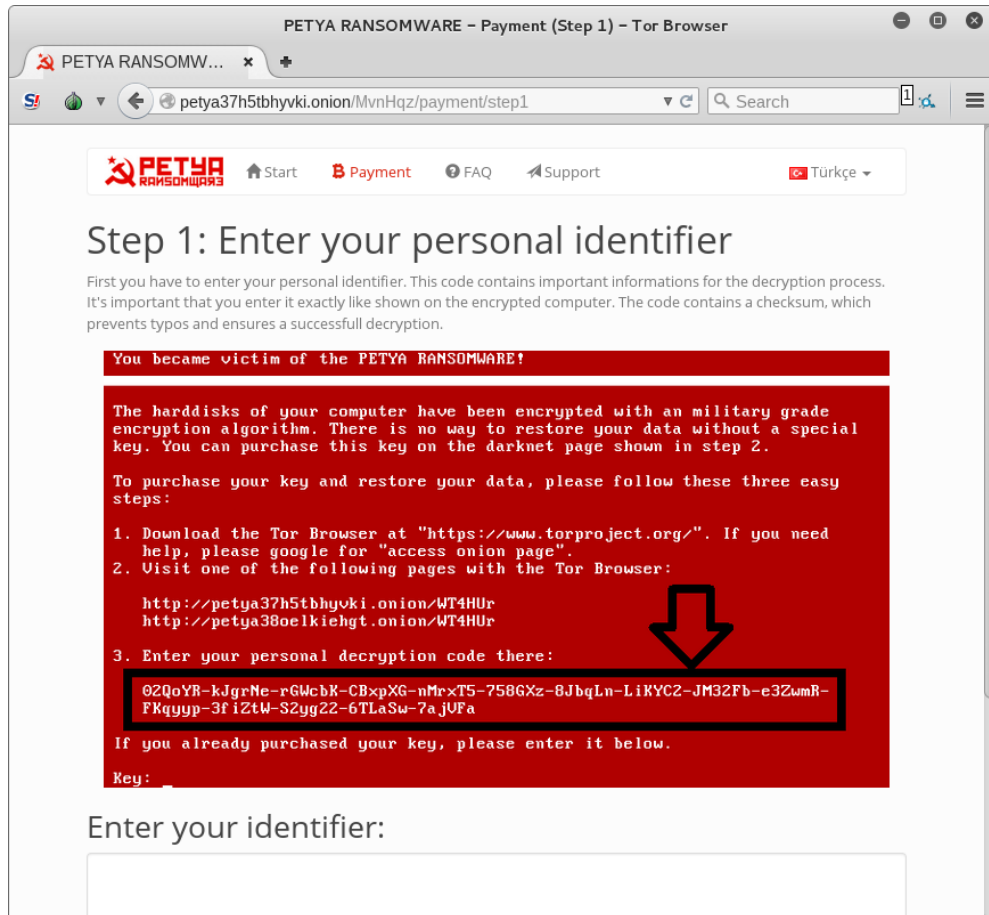 PETYA RANSOMWARE – Payment (Step 1) – Tor Browser
PETYA RANSOMW...
petya37h5tbhyvki.onion/MvnHqz/payment/step1
Search
1
PETYA
RANSOMWARE
Start
Payment
FAQ
Support
Türkçe
Step 1: Enter your personal identifier
First you have to enter your personal identifier. This code contains important informations for the decryption process.
It's important that you enter it exactly like shown on the encrypted computer. The code contains a checksum, which
prevents typos and ensures a successfull decryption.
You became victim of the PETYA RANSOMWARE!
The harddisks of your computer have been encrypted with an military grade
encryption algorithm. There is no way to restore your data without a special
key. You can purchase this key on the darknet page shown in step 2.
To purchase your key and restore your data, please follow these three easy
steps:
1. Download the Tor Browser at "https://www.torproject.org/". If you need
help, please google for "access onion page".
2. Visit one of the following pages with the Tor Browser:
http://petya37h5tbhyvki.onion/WT4HUr
http://petya38oelkiehgt.onion/WT4HUr
3. Enter your personal decryption code there:
02QoYR-kJgrNe-rGWcbK-CBxpXG-nMrxT5-758GXz-8JbqLn-LiKYC2-JM32Fb-e3ZwmR-
FKqyyp-3fiZtW-S2yg22-6TLaSw-7ajVFa
If you already purchased your key, please enter it below.
Key: _
Enter your identifier: